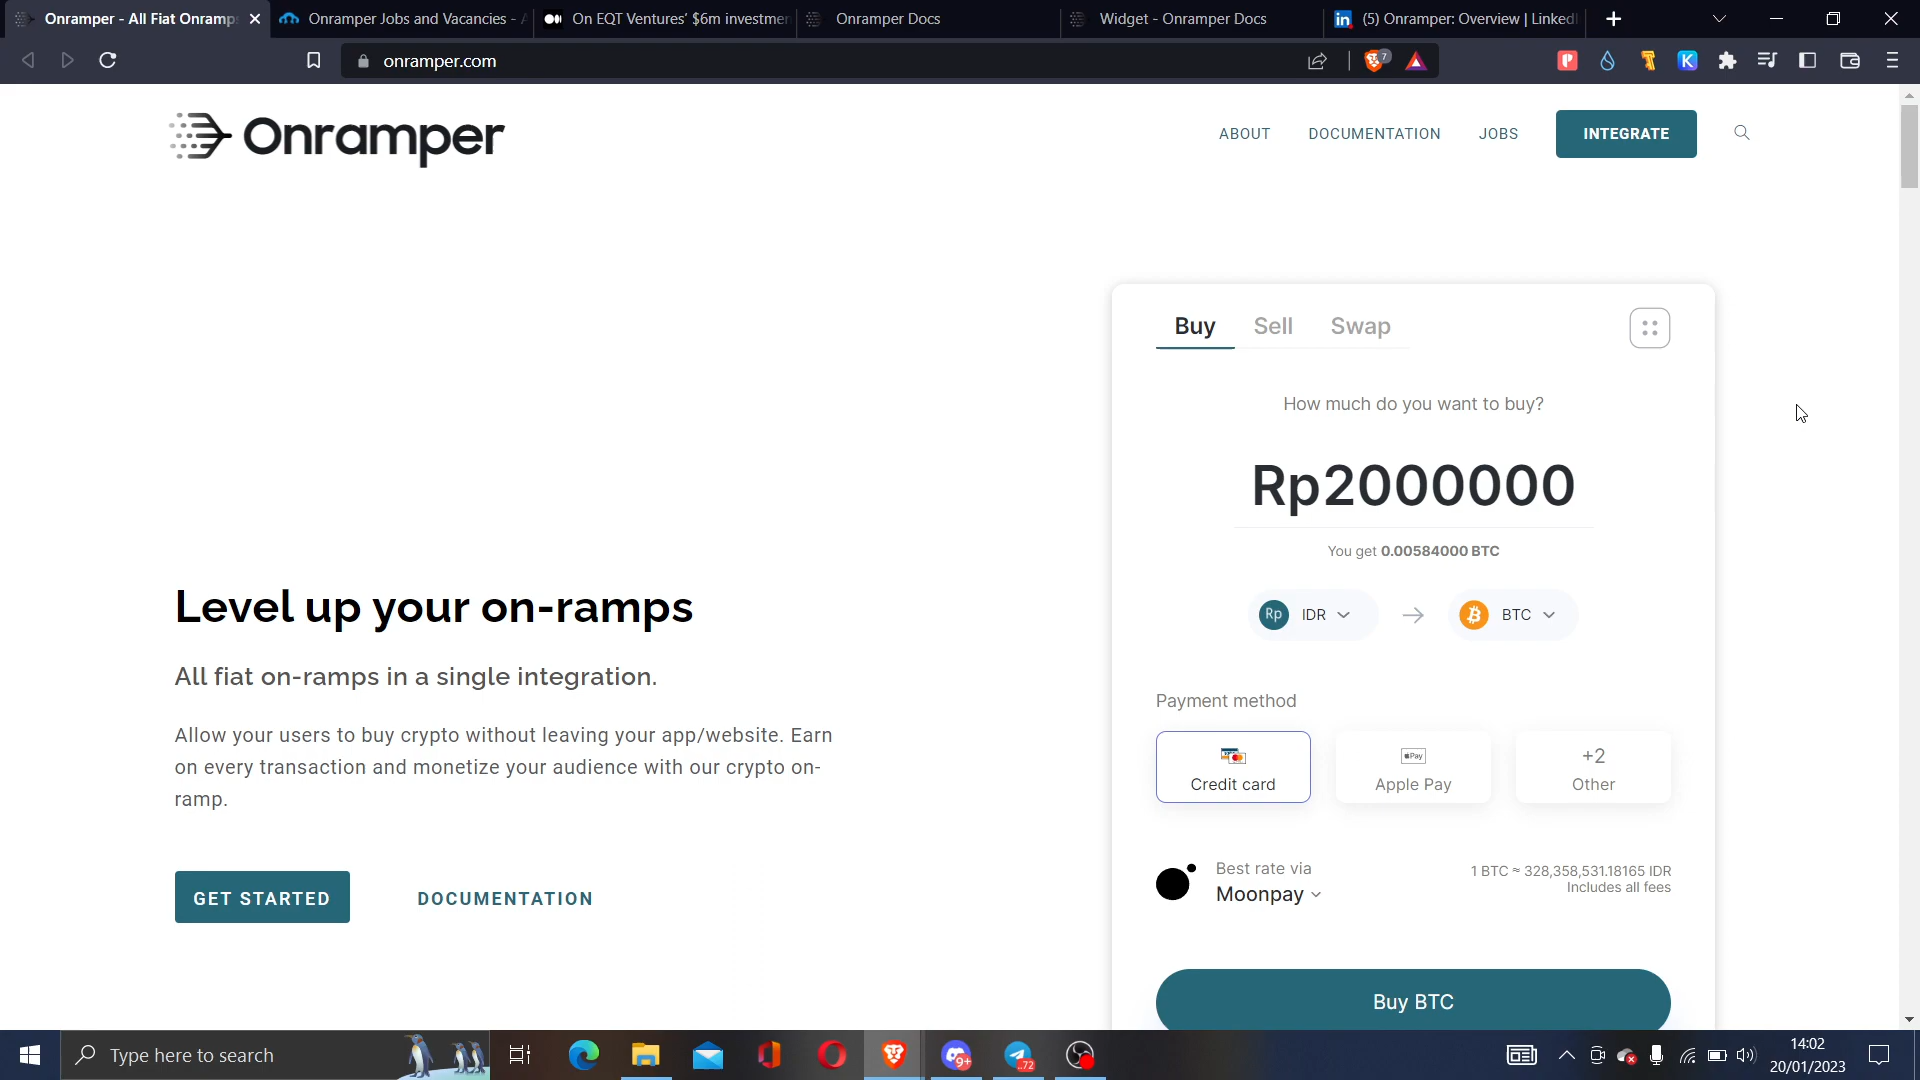 Onramper - All Fiat Onramp
Onramper Jobs and Vacancies -
On EQT Ventures' $6m investmen
Onramper Docs
Widget - Onramper Docs
in (5) Onramper: Overview | Linked
onramper.com
7
K
Onramper
ABOUT
DOCUMENTATION
JOBS
INTEGRATE
Buy Sell Swap
How much do you want to buy?
Rp2000000
You get 0.00584000 BTC
Rp IDR
BTC
Level up your on-ramps
All fiat on-ramps in a single integration.
Allow your users to buy crypto without leaving your app/website. Earn
on every transaction and monetize your audience with our crypto on-
ramp.
GET STARTED
DOCUMENTATION
Payment method
Credit card
Pay
Apple Pay
+2
Other
Best rate via
Moonpay
1 BTC ≈ 328,358,531.18165 IDR
Includes all fees
Buy BTC
Type here to search
9+
..72
14:02
20/01/2023